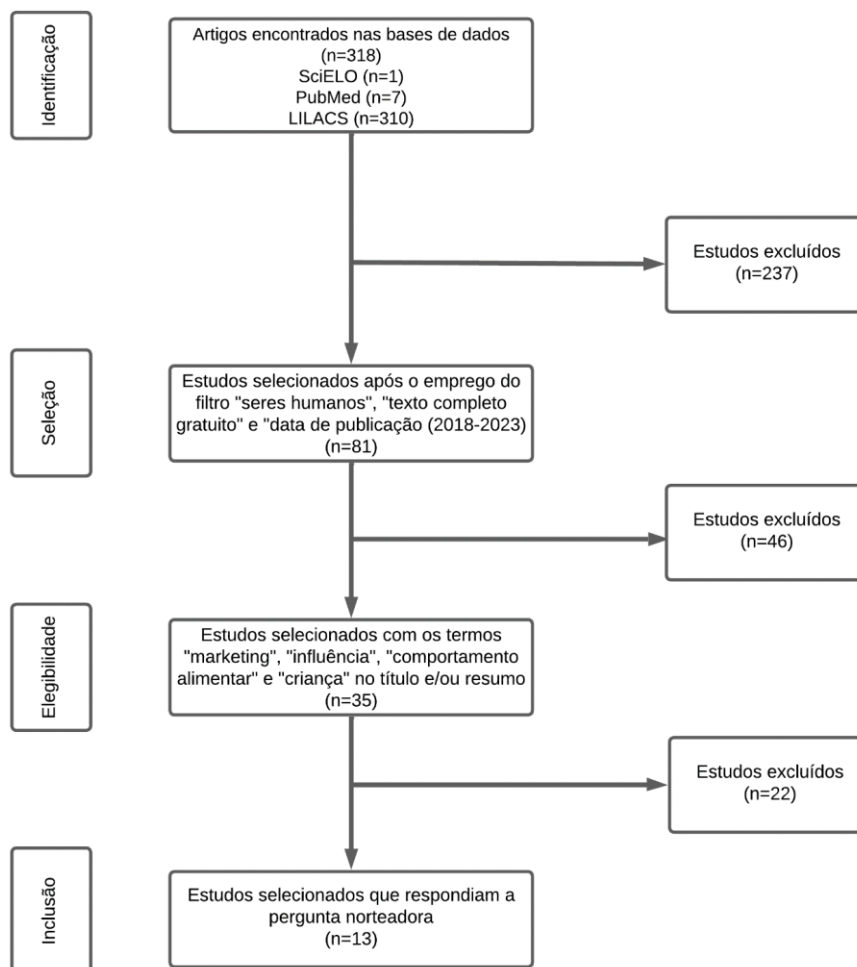 Identificação
Artigos encontrados nas bases de dados
(n=318)
SciELO (n=1)
PubMed (n=7)
LILACS (n=310)
Estudos excluídos
(n=237)
Seleção
Estudos selecionados após o emprego do
filtro "seres humanos", "texto completo
gratuito" e "data de publicação (2018-2023)
(n=81)
Estudos excluídos
(n=46)
Elegibilidade
Estudos selecionados com os termos
"marketing", "influência", "comportamento
alimentar" e "criança" no título e/ou resumo
(n=35)
Estudos excluídos
(n=22)
Inclusão
Estudos selecionados que respondiam a
pergunta norteadora
(n=13)